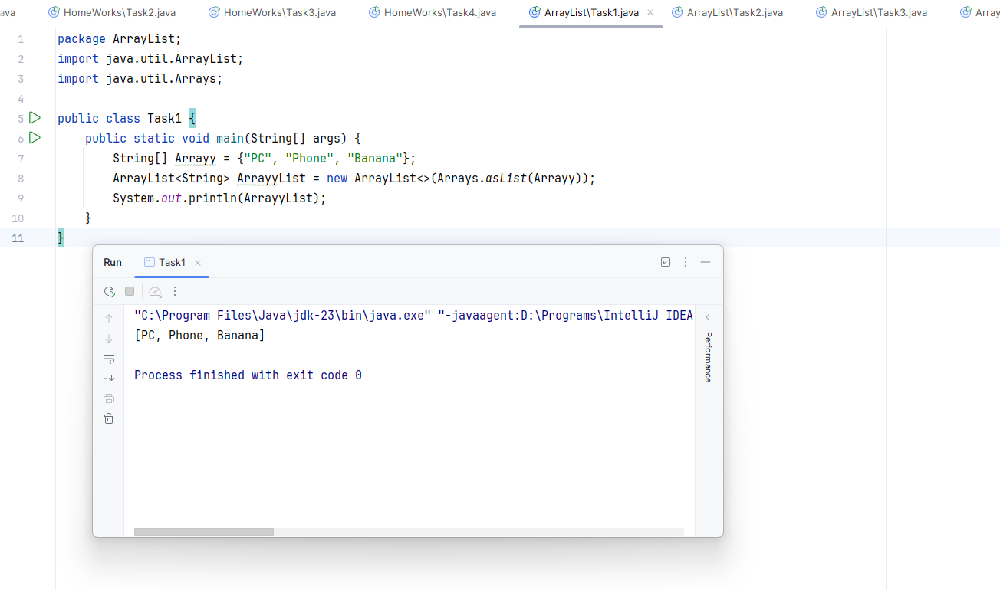 ava HomeWorks\Task2.java HomeWorks\Task3.java HomeWorks\Task4.java ArrayList\Task1.java ArrayList\Task2.java ArrayList\Task3.java Array
1 package ArrayList;
2 import java.util.ArrayList;
3 import java.util.Arrays;
4
5 public class Task1 {
6     public static void main(String[] args) {
7         String[] Arrayy = {"PC", "Phone", "Banana"};
8         ArrayList<String> ArrayyList = new ArrayList<>(Arrays.asList(Arrayy));
9         System.out.println(ArrayyList);
10     }
11 }
Run Task1
"C:\Program Files\Java\jdk-23\bin\java.exe" "-javaagent:D:\Programs\IntelliJ IDEA
[PC, Phone, Banana]
Process finished with exit code 0
Performance